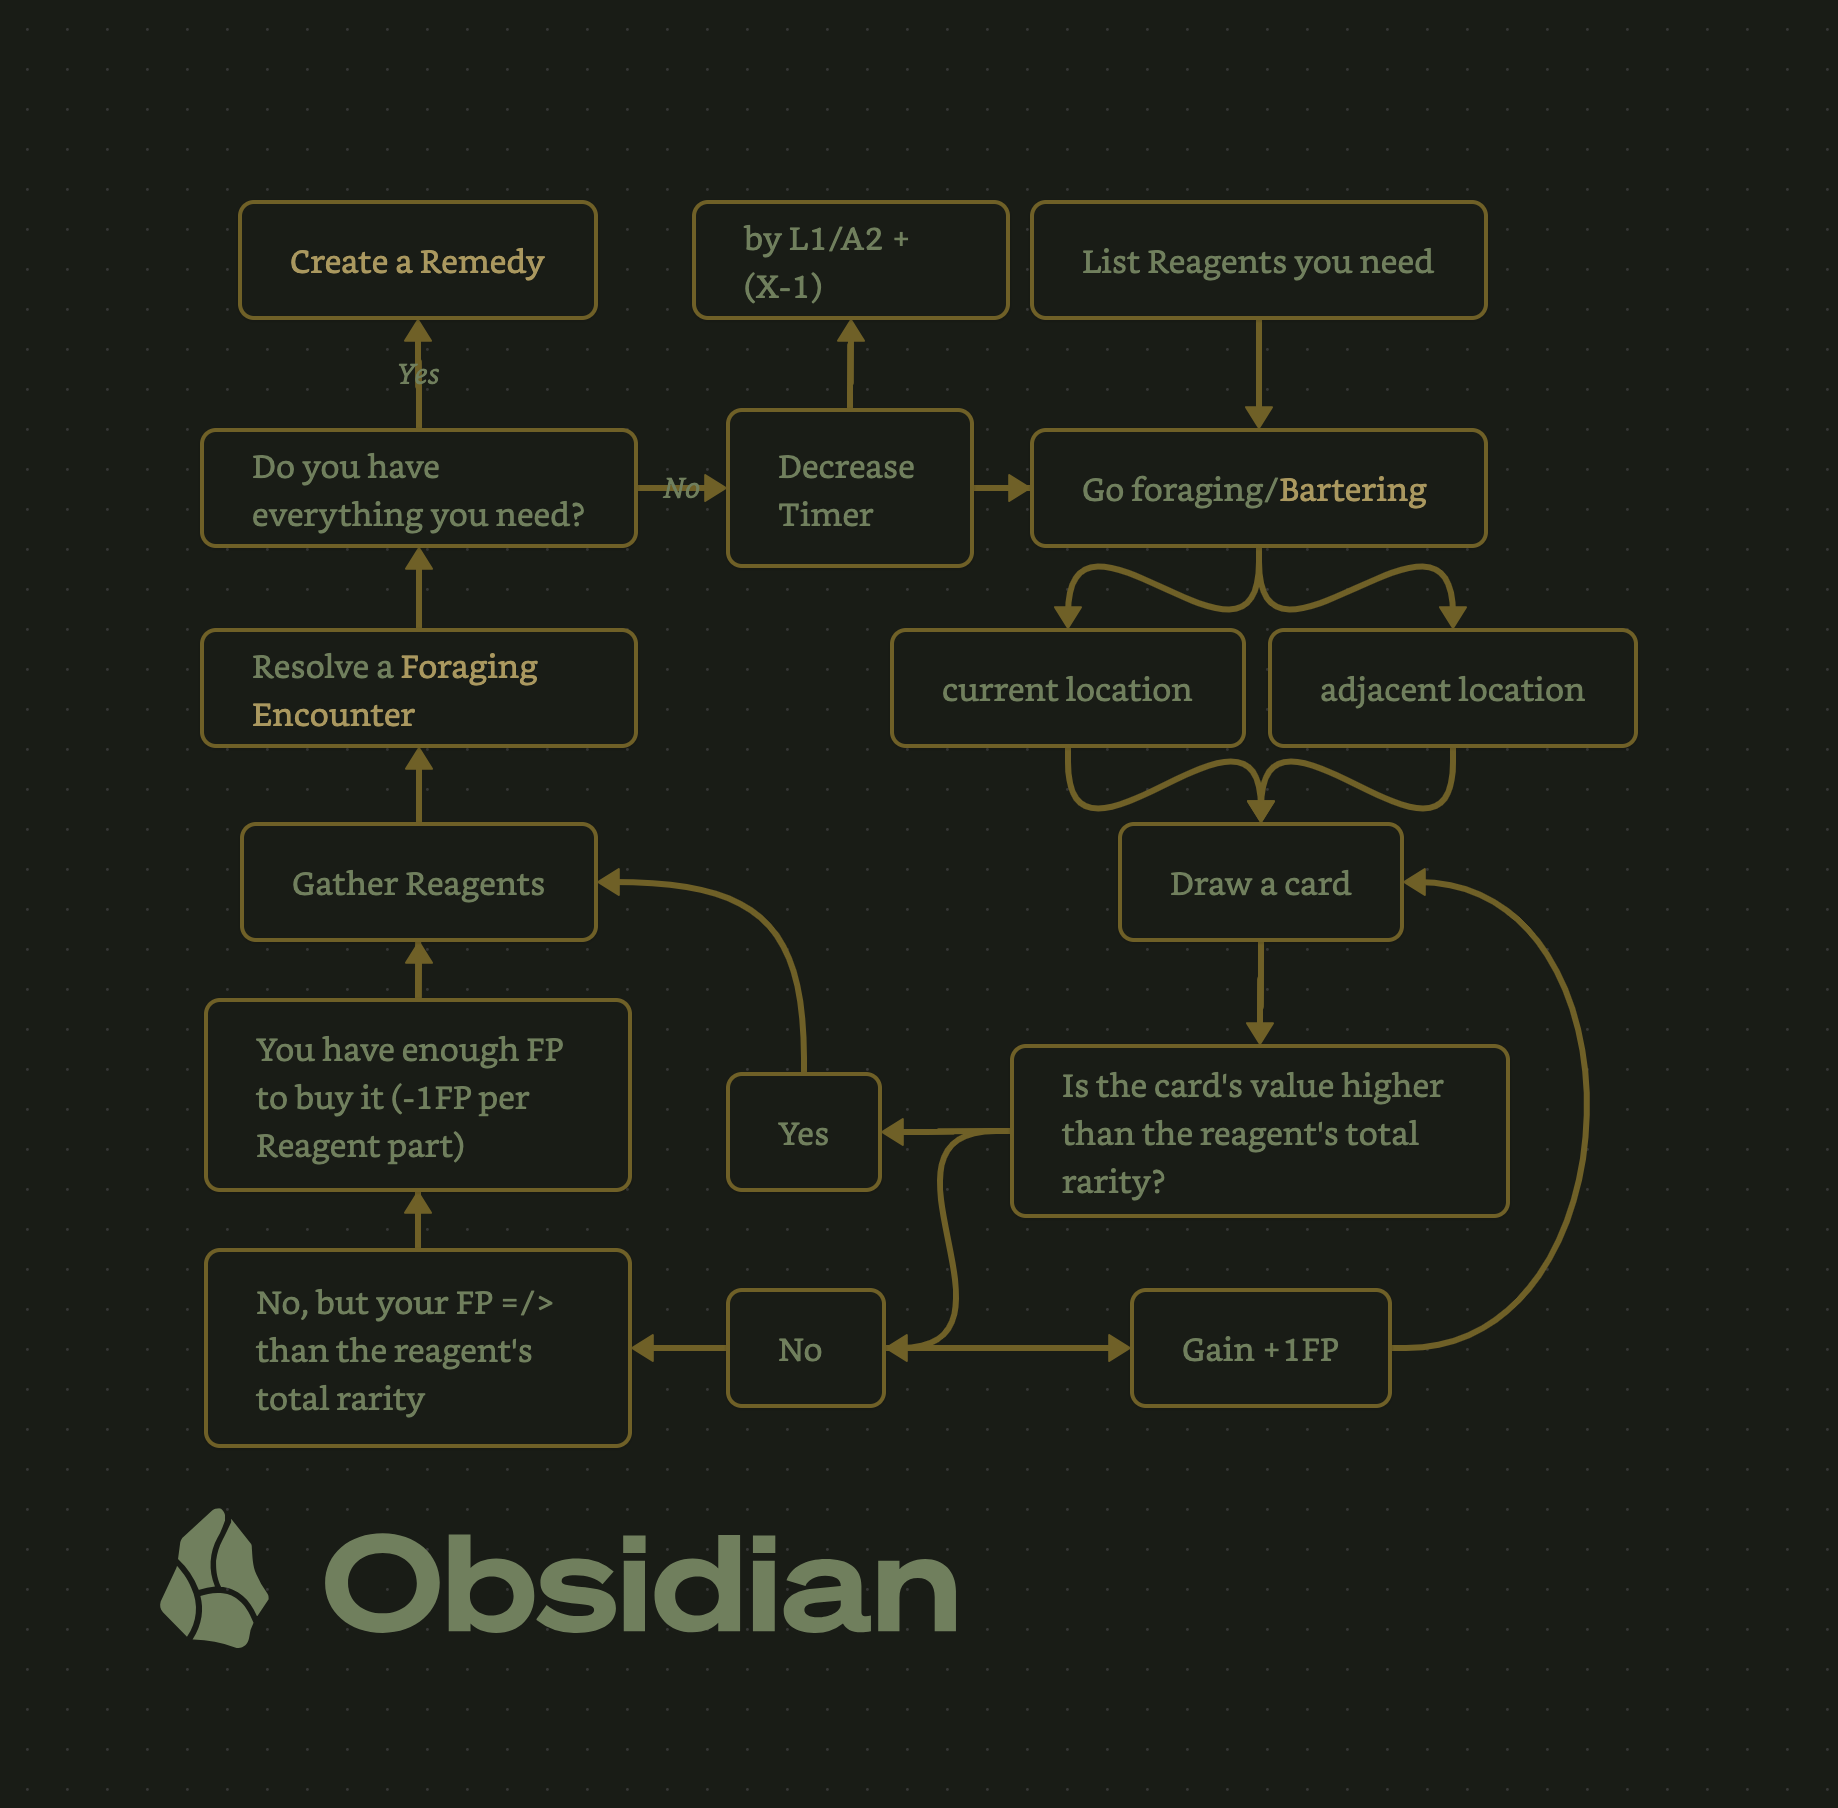 Create a Remedy
by L1/A2 +
(X-1)
List Reagents you need
Yes
Do you have
everything you need?
No
Decrease
Timer
Go foraging/Bartering
Resolve a Foraging
Encounter
current location
adjacent location
Gather Reagents
Draw a card
You have enough FP
to buy it (-1FP per
Reagent part)
Yes
Is the card's value higher
than the reagent's total
rarity?
No, but your FP =/>
than the reagent's
total rarity
No
Gain +1FP
Obsidian